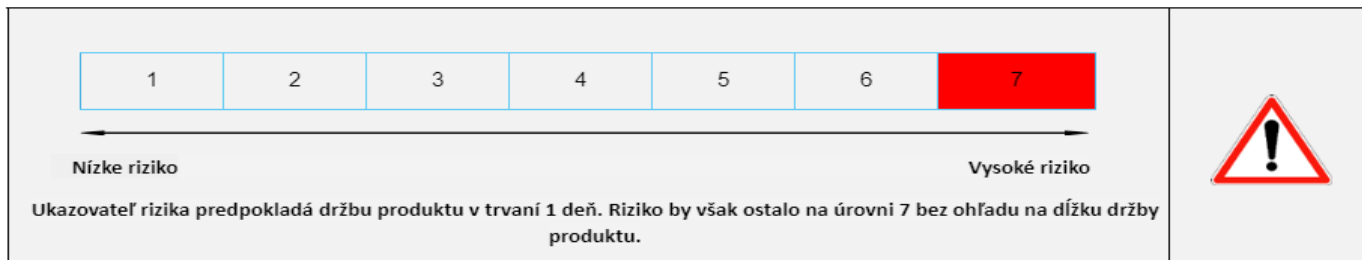 1 2 3 4 5 6 7
Nízke riziko Vysoké riziko
Ukazovateľ rizika predpokladá držbu produktu v trvaní 1 deň. Riziko by však ostalo na úrovni 7 bez ohľadu na dĺžku držby
produktu.